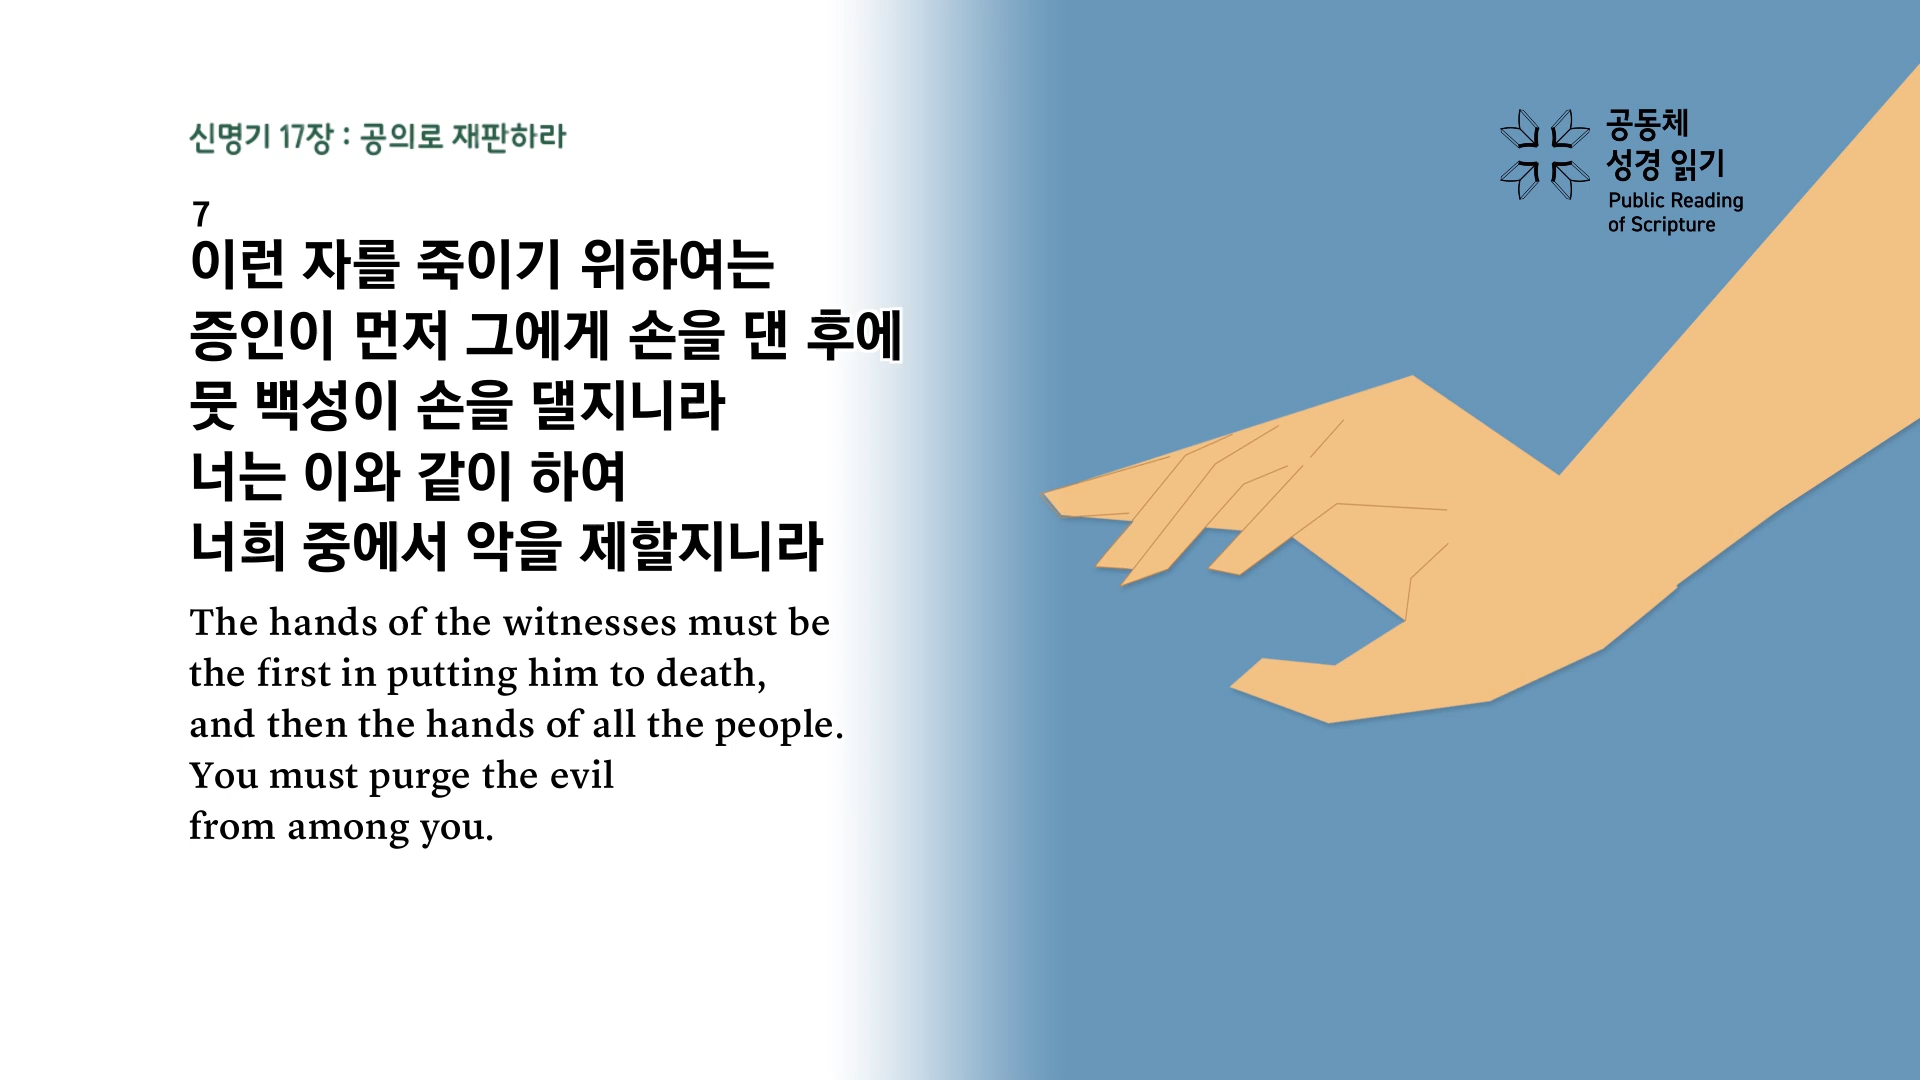 신명기 17장 : 공의로 재판하라
7
이런 자를 죽이기 위하여는
증인이 먼저 그에게 손을 댄 후에
뭇 백성이 손을 댈지니라
너는 이와 같이 하여
너희 중에서 악을 제할지니라
The hands of the witnesses must be
the first in putting him to death,
and then the hands of all the people.
You must purge the evil
from among you.
공동체
성경 읽기
Public Reading
of Scripture